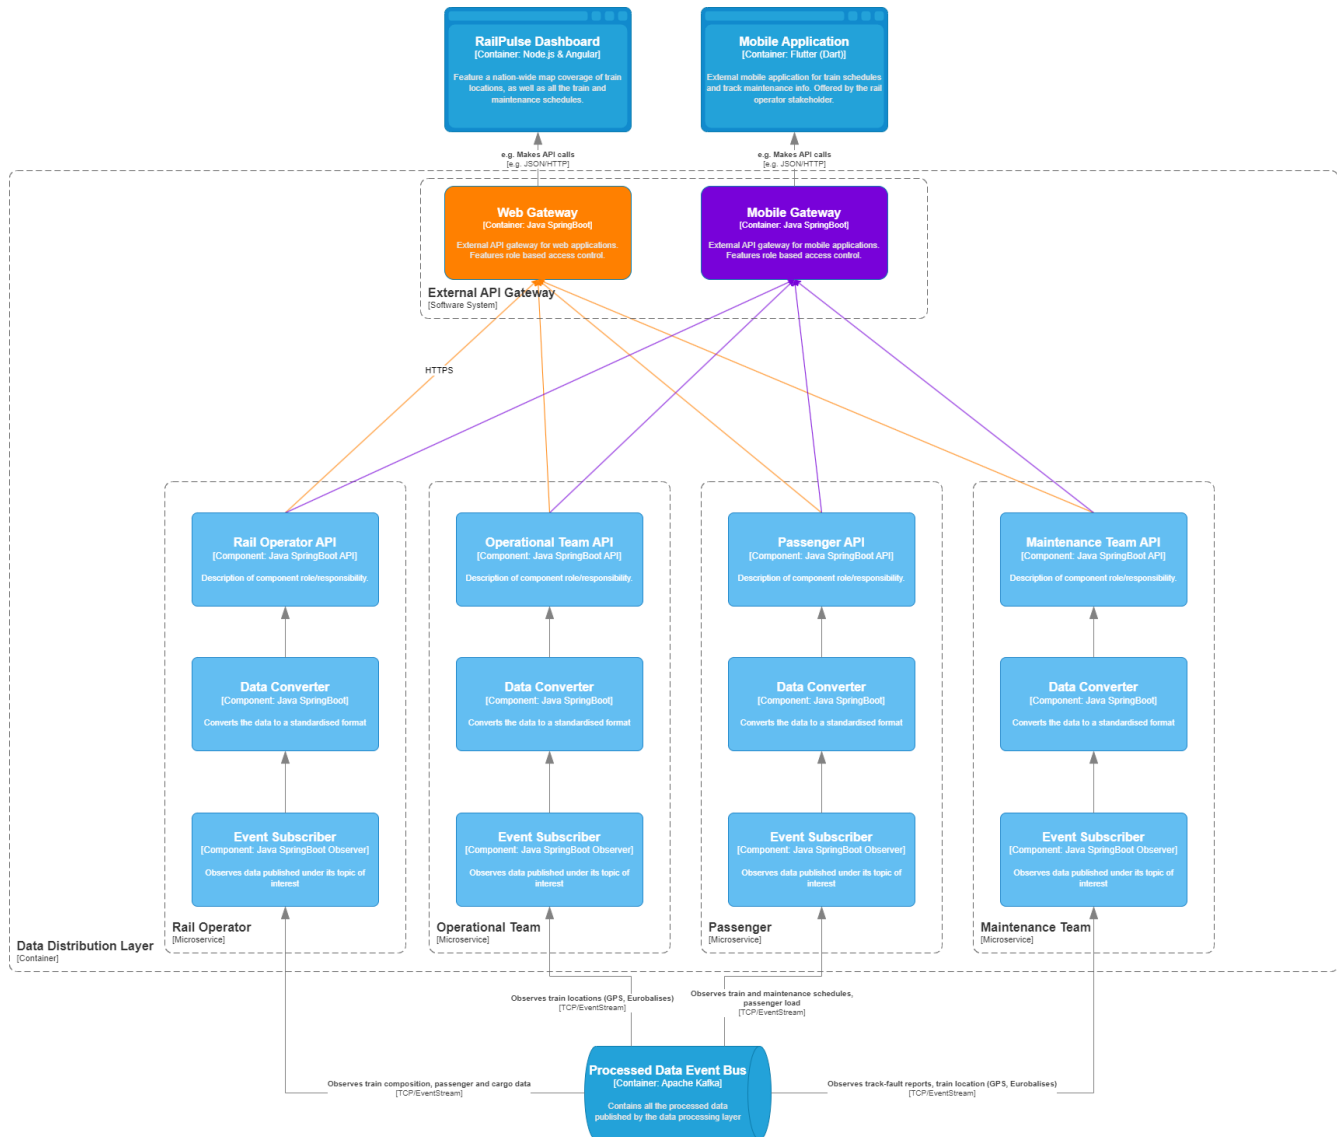 RailPulse Dashboard
[Container: Node.js & Angular]
Feature a nation-wide map coverage of train
locations, as well as all the train and
maintenance schedules.
Mobile Application
[Container: Flutter (Dart)]
External mobile application for train schedules
and track maintenance info. Offered by the rail
operator stakeholder.
e.g. Makes API calls
[e.g. JSON/HTTP]
e.g. Makes API calls
[e.g. JSON/HTTP]
Web Gateway
[Container: Java SpringBoot]
External API gateway for web applications.
Features role based access control.
Mobile Gateway
[Container: Java SpringBoot]
External API gateway for mobile applications.
Features role based access control.
External API Gateway
[Software System]
HTTPS
Rail Operator API
[Component: Java SpringBoot API]
Description of component role/responsibility.
Operational Team API
[Component: Java SpringBoot API]
Description of component role/responsibility.
Passenger API
[Component: Java SpringBoot API]
Description of component role/responsibility.
Maintenance Team API
[Component: Java SpringBoot API]
Description of component role/responsibility.
Data Converter
[Component: Java SpringBoot]
Converts the data to a standardised format
Data Converter
[Component: Java SpringBoot]
Converts the data to a standardised format
Data Converter
[Component: Java SpringBoot]
Converts the data to a standardised format
Data Converter
[Component: Java SpringBoot]
Converts the data to a standardised format
Event Subscriber
[Component: Java SpringBoot Observer]
Observes data published under its topic of
interest
Event Subscriber
[Component: Java SpringBoot Observer]
Observes data published under its topic of
interest
Event Subscriber
[Component: Java SpringBoot Observer]
Observes data published under its topic of
interest
Event Subscriber
[Component: Java SpringBoot Observer]
Observes data published under its topic of
interest
Rail Operator
[Microservice]
Operational Team
[Microservice]
Passenger
[Microservice]
Maintenance Team
[Microservice]
Data Distribution Layer
[Container]
Observes train locations (GPS, Eurobalises)
[TCP/EventStream]
Observes train and maintenance schedules,
passenger load
[TCP/EventStream]
Observes train composition, passenger and cargo data
[TCP/EventStream]
Processed Data Event Bus
[Container: Apache Kafka]
Contains all the processed data
published by the data processing layer
Observes track-fault reports, train location (GPS, Eurobalises)
[TCP/EventStream]